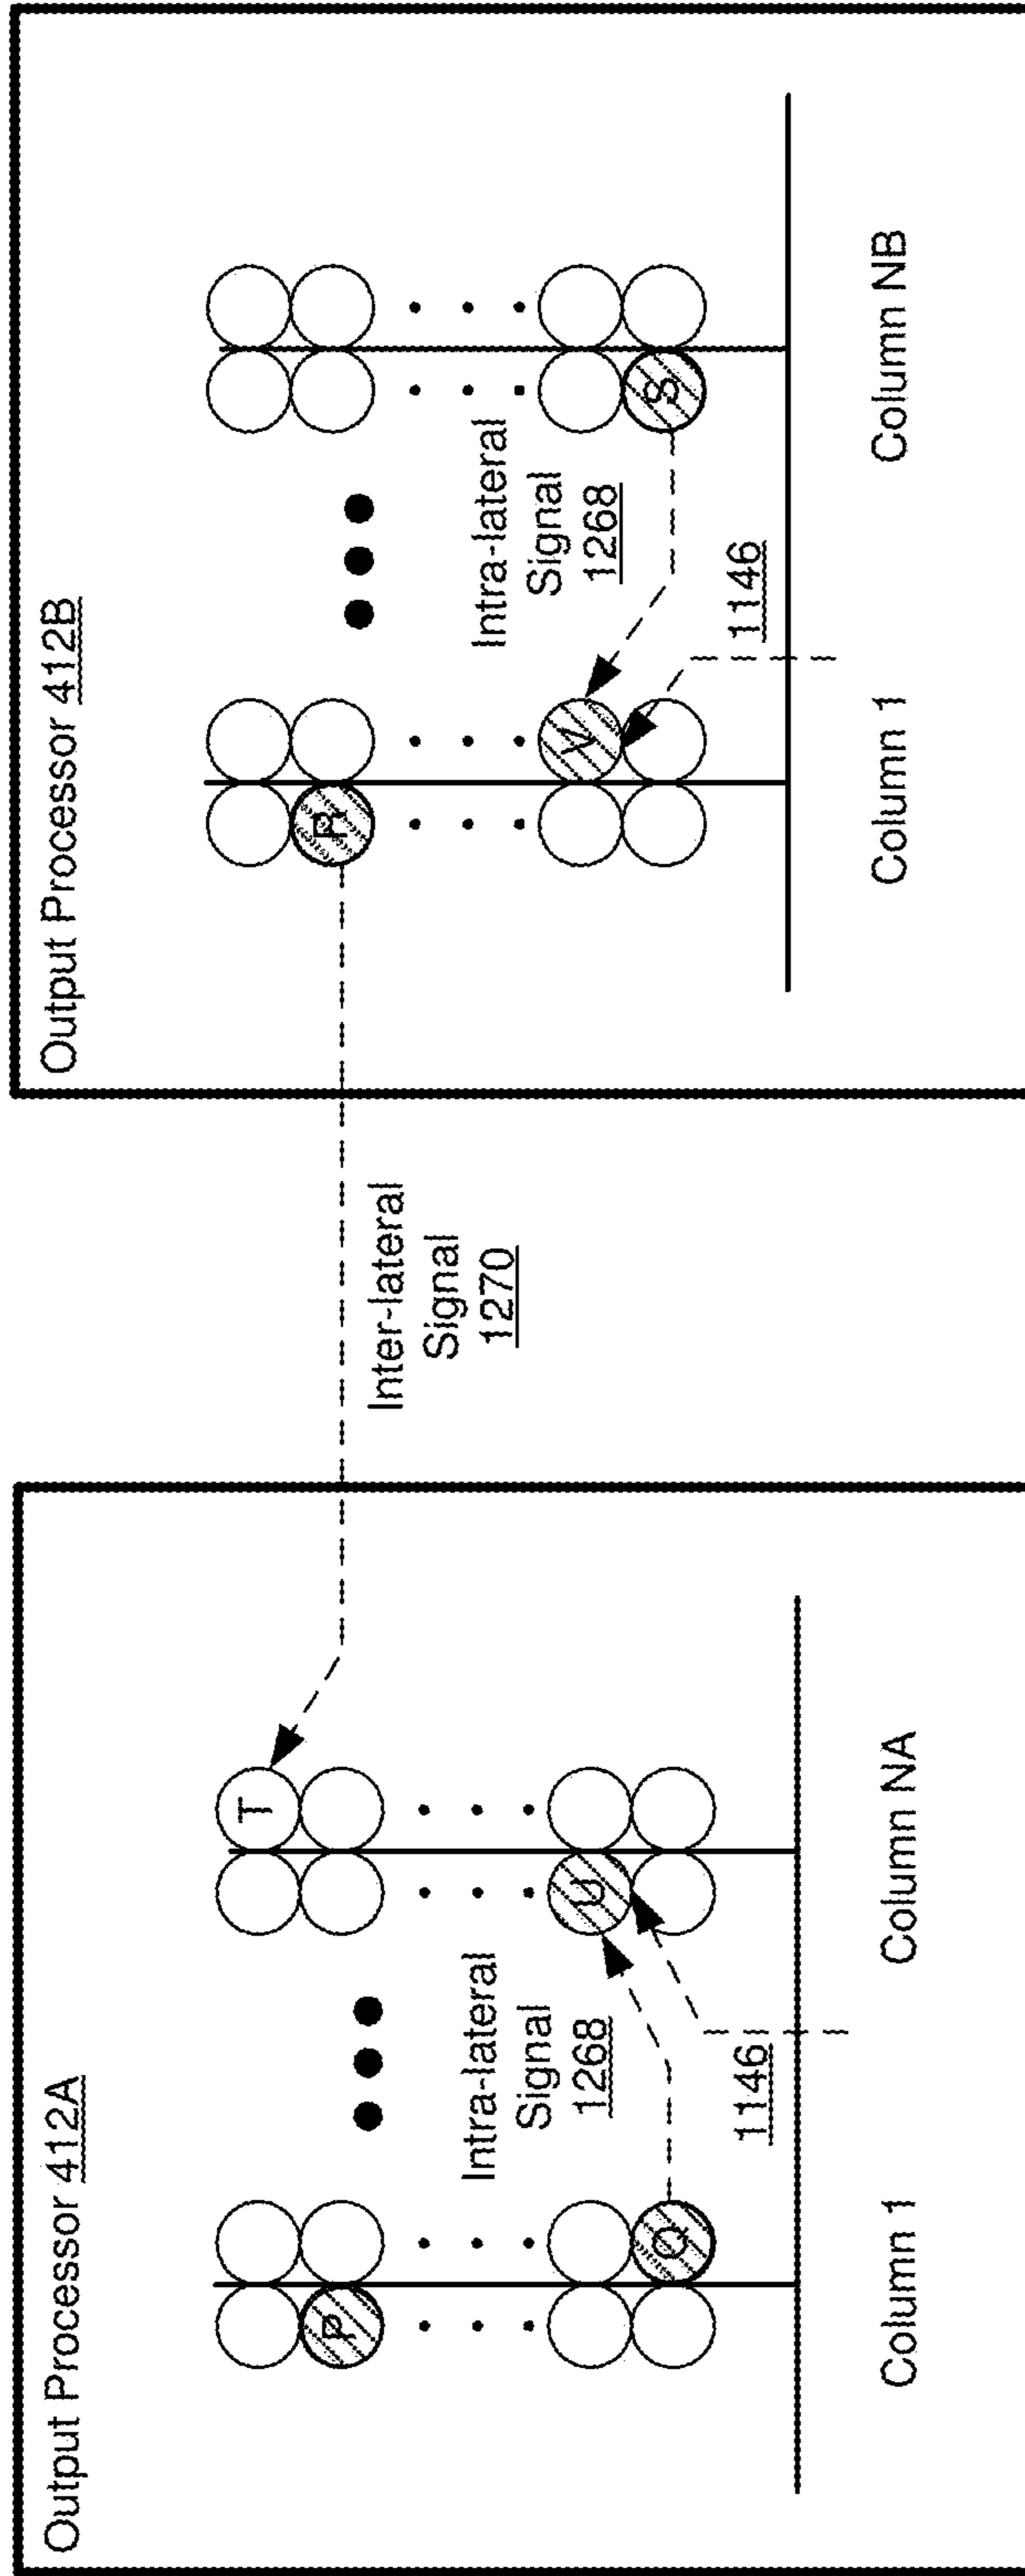 Output Processor 412A
T
P
U
Q
Intra-lateral
Signal
1268
1146
Column 1
Column NA
Inter-lateral
Signal
1270
Output Processor 412B
R
V
S
Intra-lateral
Signal
1268
1146
Column 1
Column NB